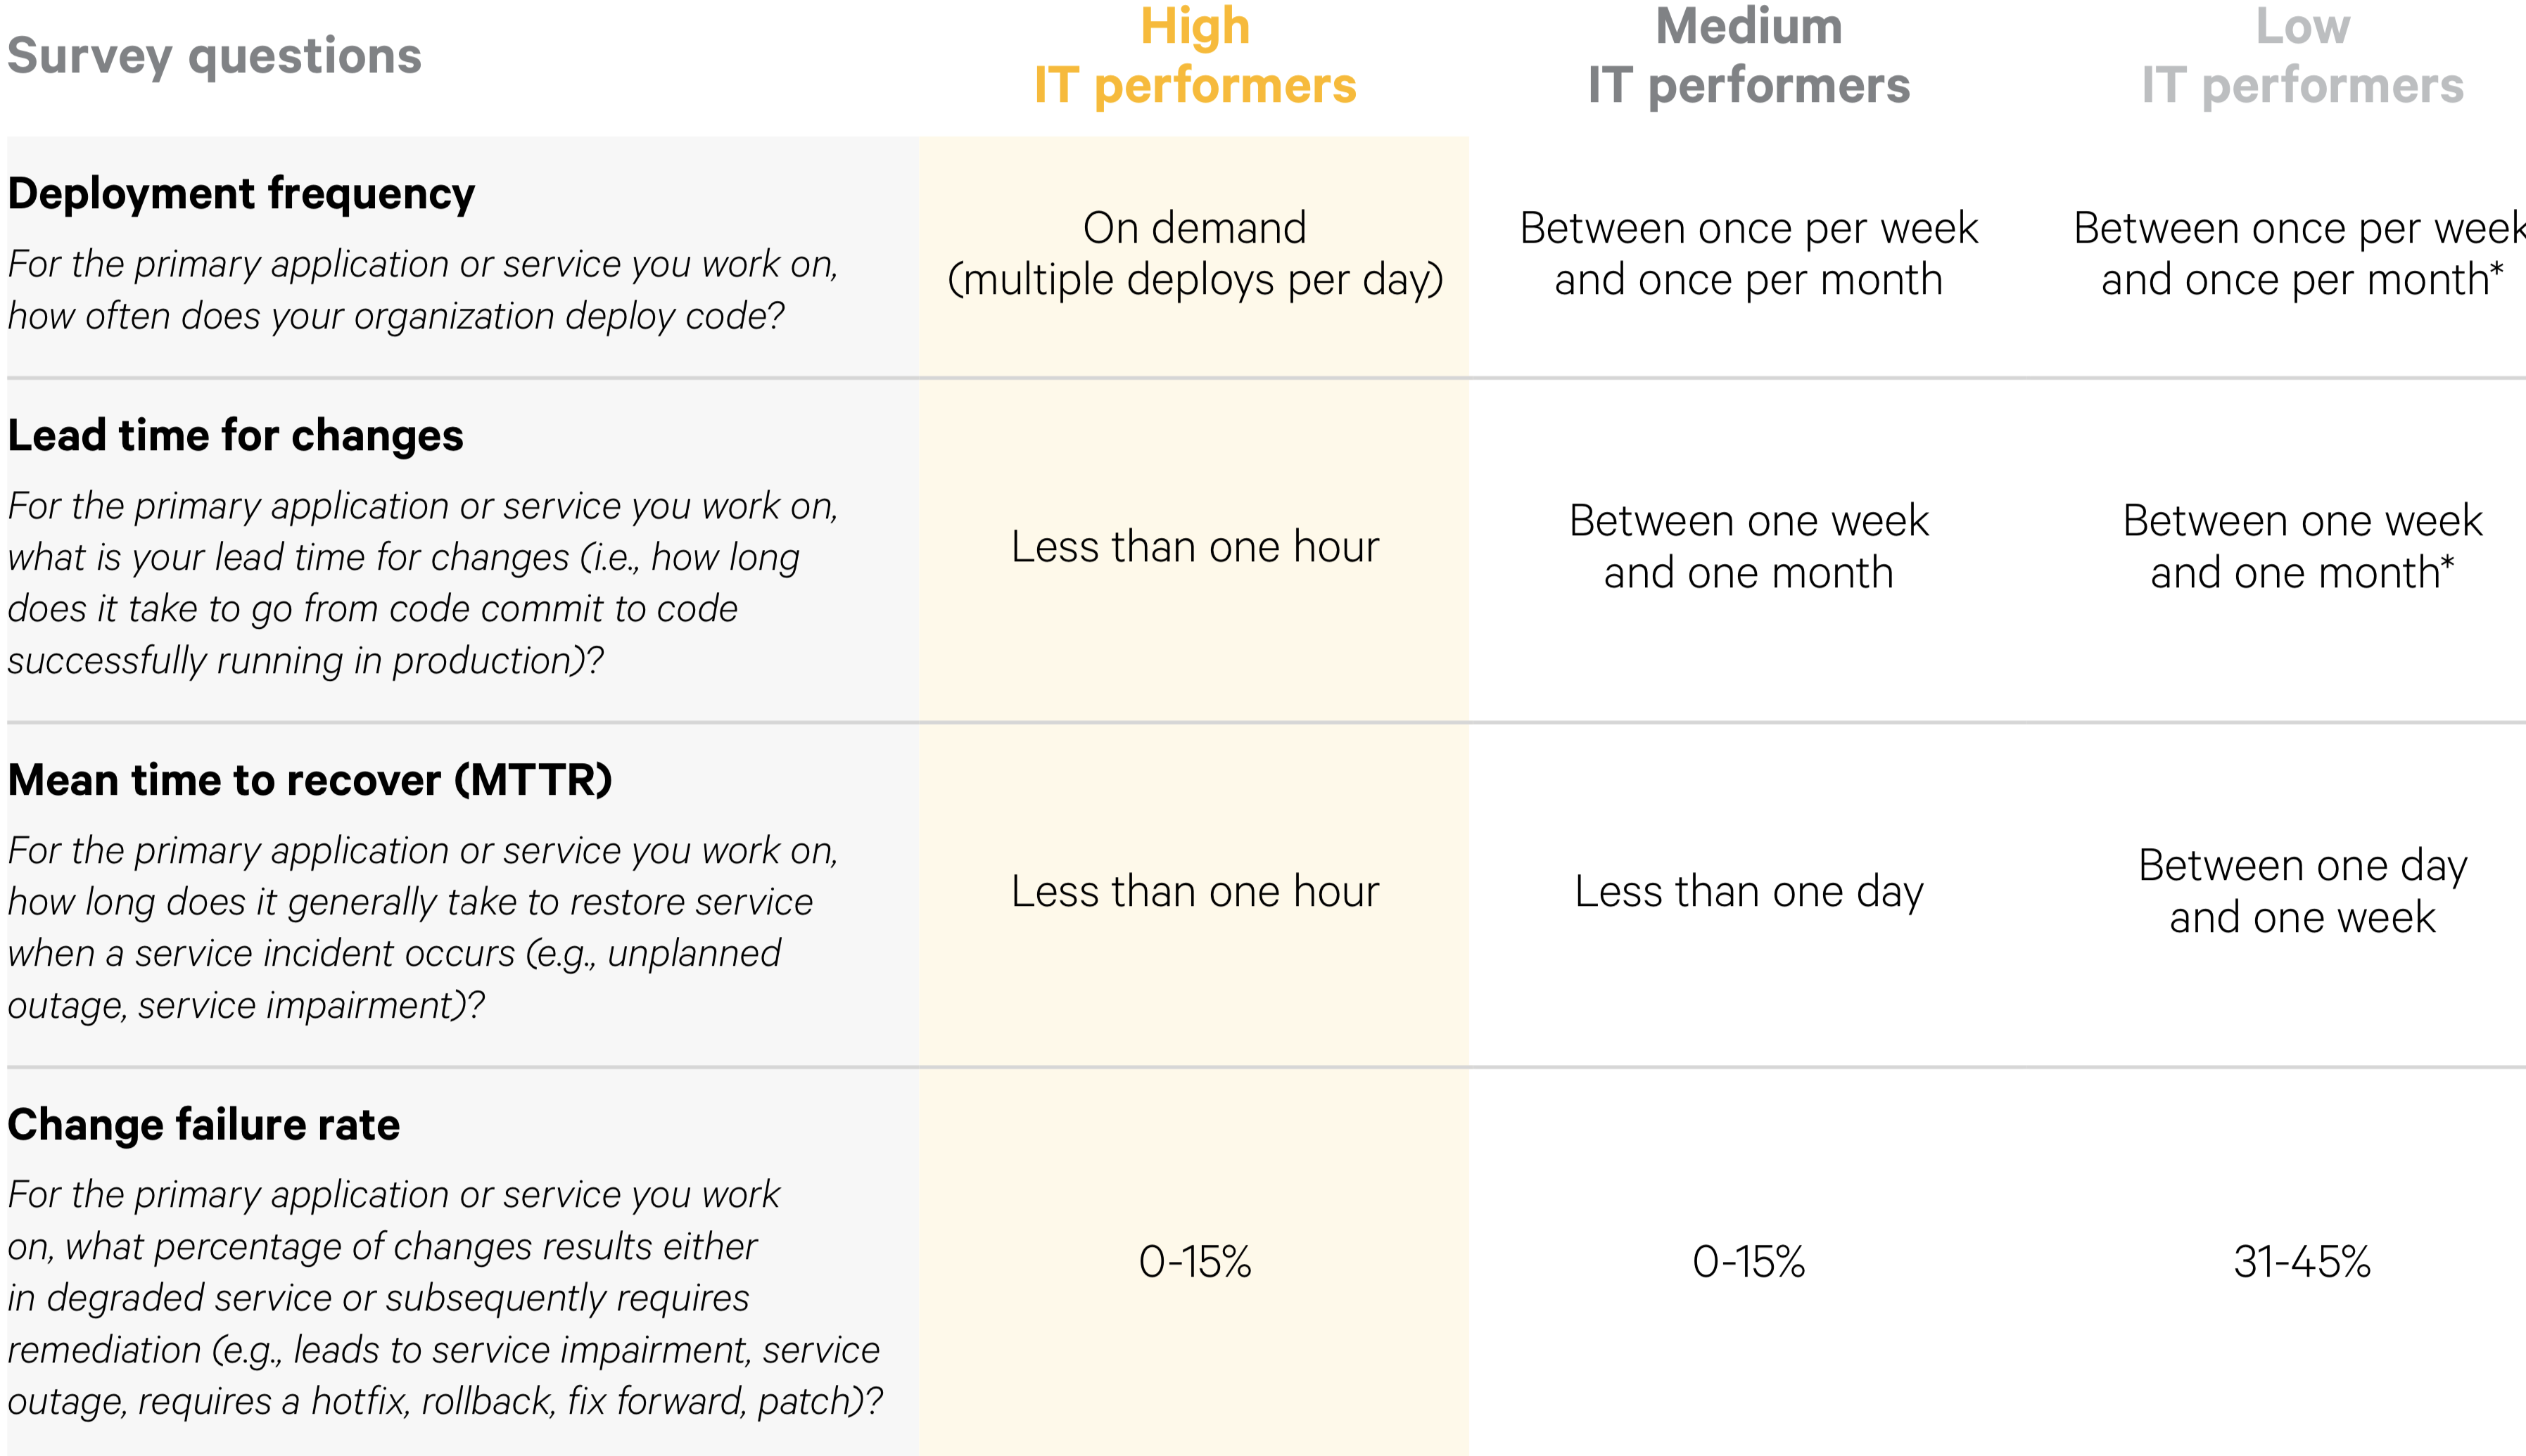 Survey questions
High
IT performers
Medium
IT performers
Low
IT performers
Deployment frequency
For the primary application or service you work on,
how often does your organization deploy code?
On demand
(multiple deploys per day)
Between once per week
and once per month
Between once per week
and once per month*
Lead time for changes
For the primary application or service you work on,
what is your lead time for changes (i.e., how long
does it take to go from code commit to code
successfully running in production)?
Less than one hour
Between one week
and one month
Between one week
and one month*
Mean time to recover (MTTR)
For the primary application or service you work on,
how long does it generally take to restore service
when a service incident occurs (e.g., unplanned
outage, service impairment)?
Less than one hour
Less than one day
Between one day
and one week
Change failure rate
For the primary application or service you work
on, what percentage of changes results either
in degraded service or subsequently requires
remediation (e.g., leads to service impairment, service
outage, requires a hotfix, rollback, fix forward, patch)?
0-15%
0-15%
31-45%